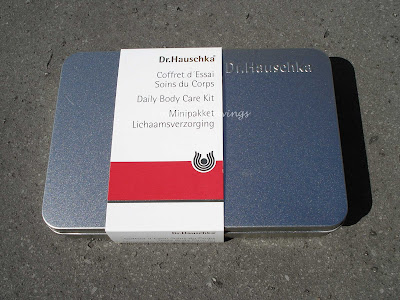 Dr.Hauschka
Dr.Hauschka
Coffret d'Essai
Soins du Corps
Daily Body Care Kit
Minipakket
Lichaamsverzorging
Dr.Hauschka